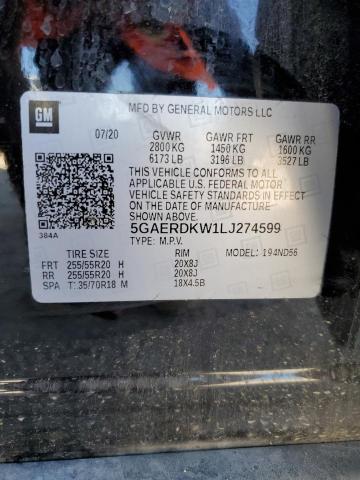 GM
MFD BY GENERAL MOTORS LLC
07/20 GVWR GAWR FRT GAWR RR
2800 KG 1450 KG 1600 KG
6173 LB 3196 LB 3527 LB
THIS VEHICLE CONFORMS TO ALL
APPLICABLE U.S. FEDERAL MOTOR
VEHICLE SAFETY STANDARDS IN EFFECT
ON THE DATE OF MANUFACTURE
384A
5GAERDKW1LJ274599
TYPE: M.P.V. MODEL: 194ND56
TIRE SIZE RIM
FRT 255/55R20 H 20X8J
RR 255/55R20 H 20X8J
SPA T: 35/70R18 M 18X4.5B